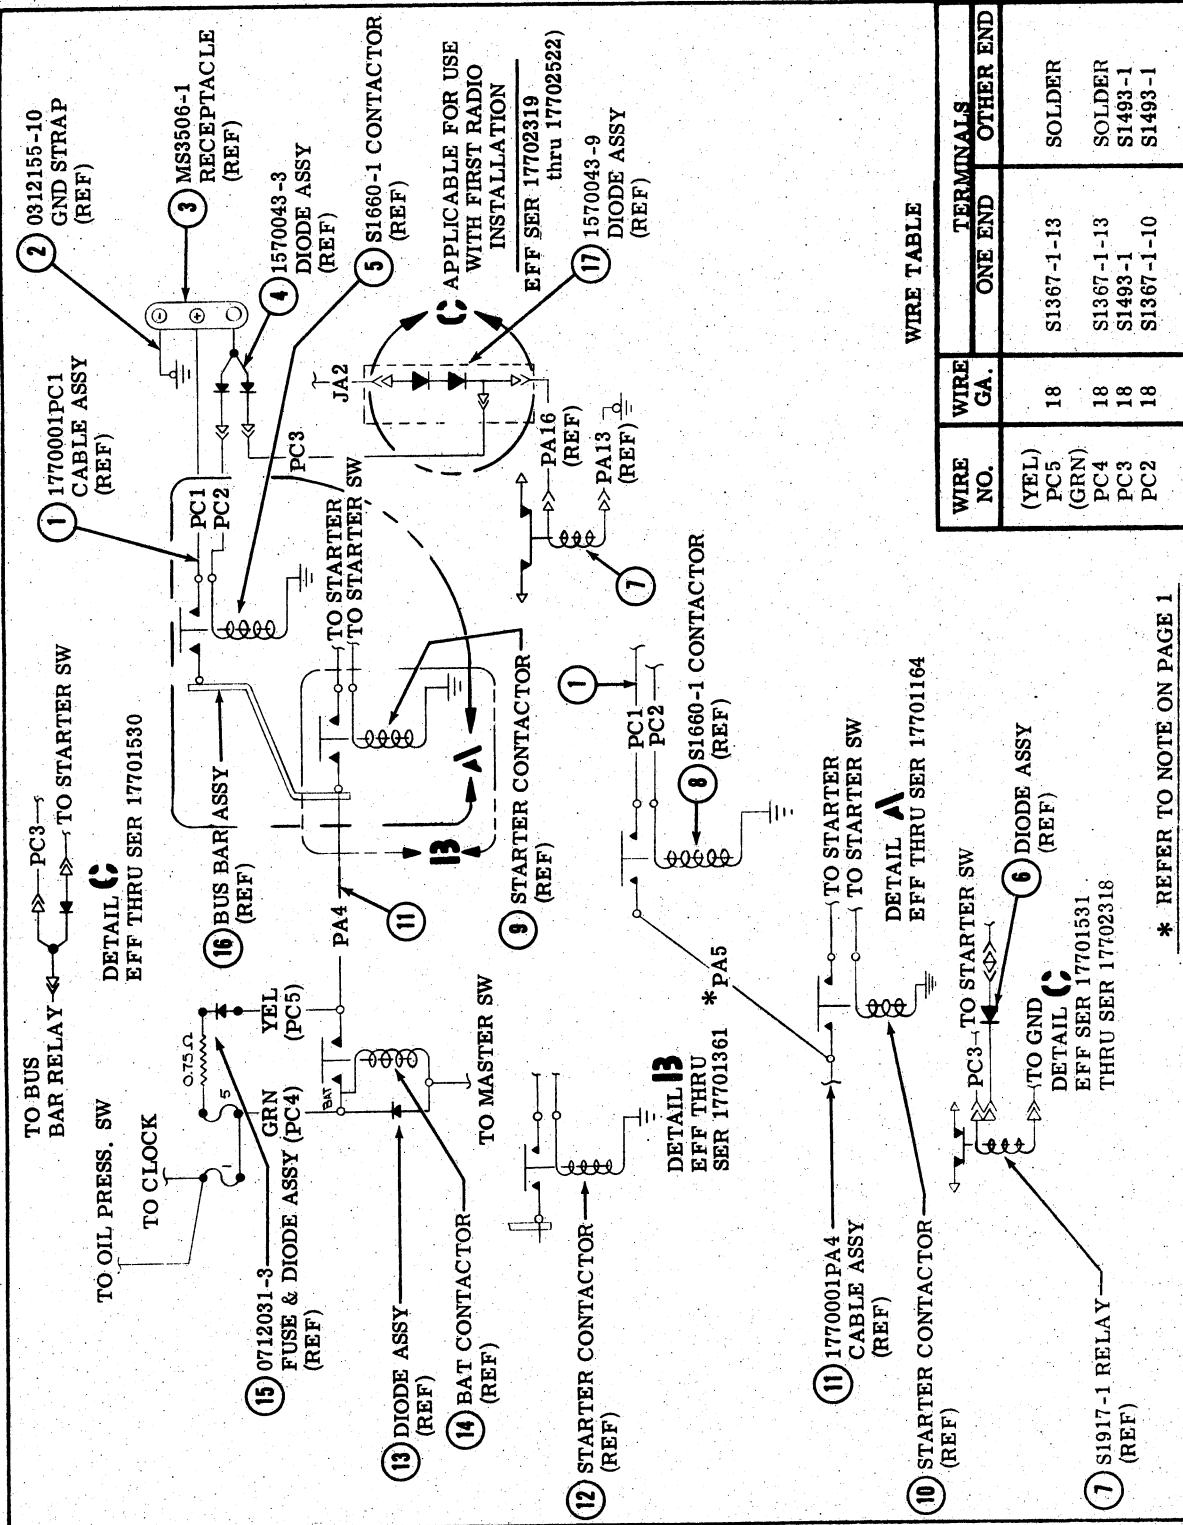 TO BUS
BAR RELAY
PC3
TO STARTER SW
DETAIL C
EFF THRU SER 17701530
TO OIL PRESS. SW
TO CLOCK
1
5
0.75Ω
GRN
(PC4)
YEL
(PC5)
BAT
TO MASTER SW
PA4
11
15 0712031-3
FUSE & DIODE ASSY
(REF)
13 DIODE ASSY
(REF)
14 BAT CONTACTOR
(REF)
16 BUS BAR ASSY
(REF)
1 1770001PC1
CABLE ASSY
(REF)
2 0312155-10
GND STRAP
(REF)
3 MS3506-1
RECEPTACLE
(REF)
4 1570043-3
DIODE ASSY
(REF)
5 S1660-1 CONTACTOR
(REF)
PC1
PC2
PC3
TO STARTER
TO STARTER SW
A
B
9 STARTER CONTACTOR
(REF)
JA2
C APPLICABLE FOR USE
WITH FIRST RADIO
INSTALLATION
EFF SER 17702319
thru 17702522)
17 1570043-9
DIODE ASSY
(REF)
PA16
(REF)
PA13
(REF)
7
12 STARTER CONTACTOR
(REF)
DETAIL B
EFF THRU
SER 17701361
1
PC1
PC2
8 S1660-1 CONTACTOR
(REF)
* PA5
11 1770001PA4
CABLE ASSY
(REF)
TO STARTER
TO STARTER SW
DETAIL A
EFF THRU SER 17701164
10 STARTER CONTACTOR
(REF)
PC3
TO STARTER SW
6 DIODE ASSY
(REF)
TO GND
DETAIL C
EFF SER 17701531
THRU SER 17702318
7 S1917-1 RELAY
(REF)
* REFER TO NOTE ON PAGE 1
WIRE TABLE
WIRE NO. WIRE GA. TERMINALS
ONE END OTHER END
(YEL)
PC5 18 S1367-1-13 SOLDER
(GRN)
PC4 18 S1367-1-13 SOLDER
PC3 18 S1493-1 S1493-1
PC2 18 S1367-1-10 S1493-1